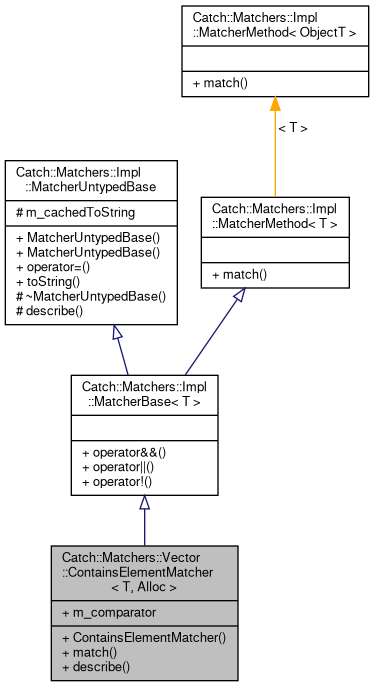 Catch::Matchers::Impl
::MatcherMethod< ObjectT >
+ match()
< T >
Catch::Matchers::Impl
::MatcherUntypedBase
# m_cachedToString
+ MatcherUntypedBase()
+ MatcherUntypedBase()
+ operator=()
+ toString()
# ~MatcherUntypedBase()
# describe()
Catch::Matchers::Impl
::MatcherMethod< T >
+ match()
Catch::Matchers::Impl
::MatcherBase< T >
+ operator&&()
+ operator||()
+ operator!()
Catch::Matchers::Vector
::ContainsElementMatcher
< T, Alloc >
+ m_comparator
+ ContainsElementMatcher()
+ match()
+ describe()